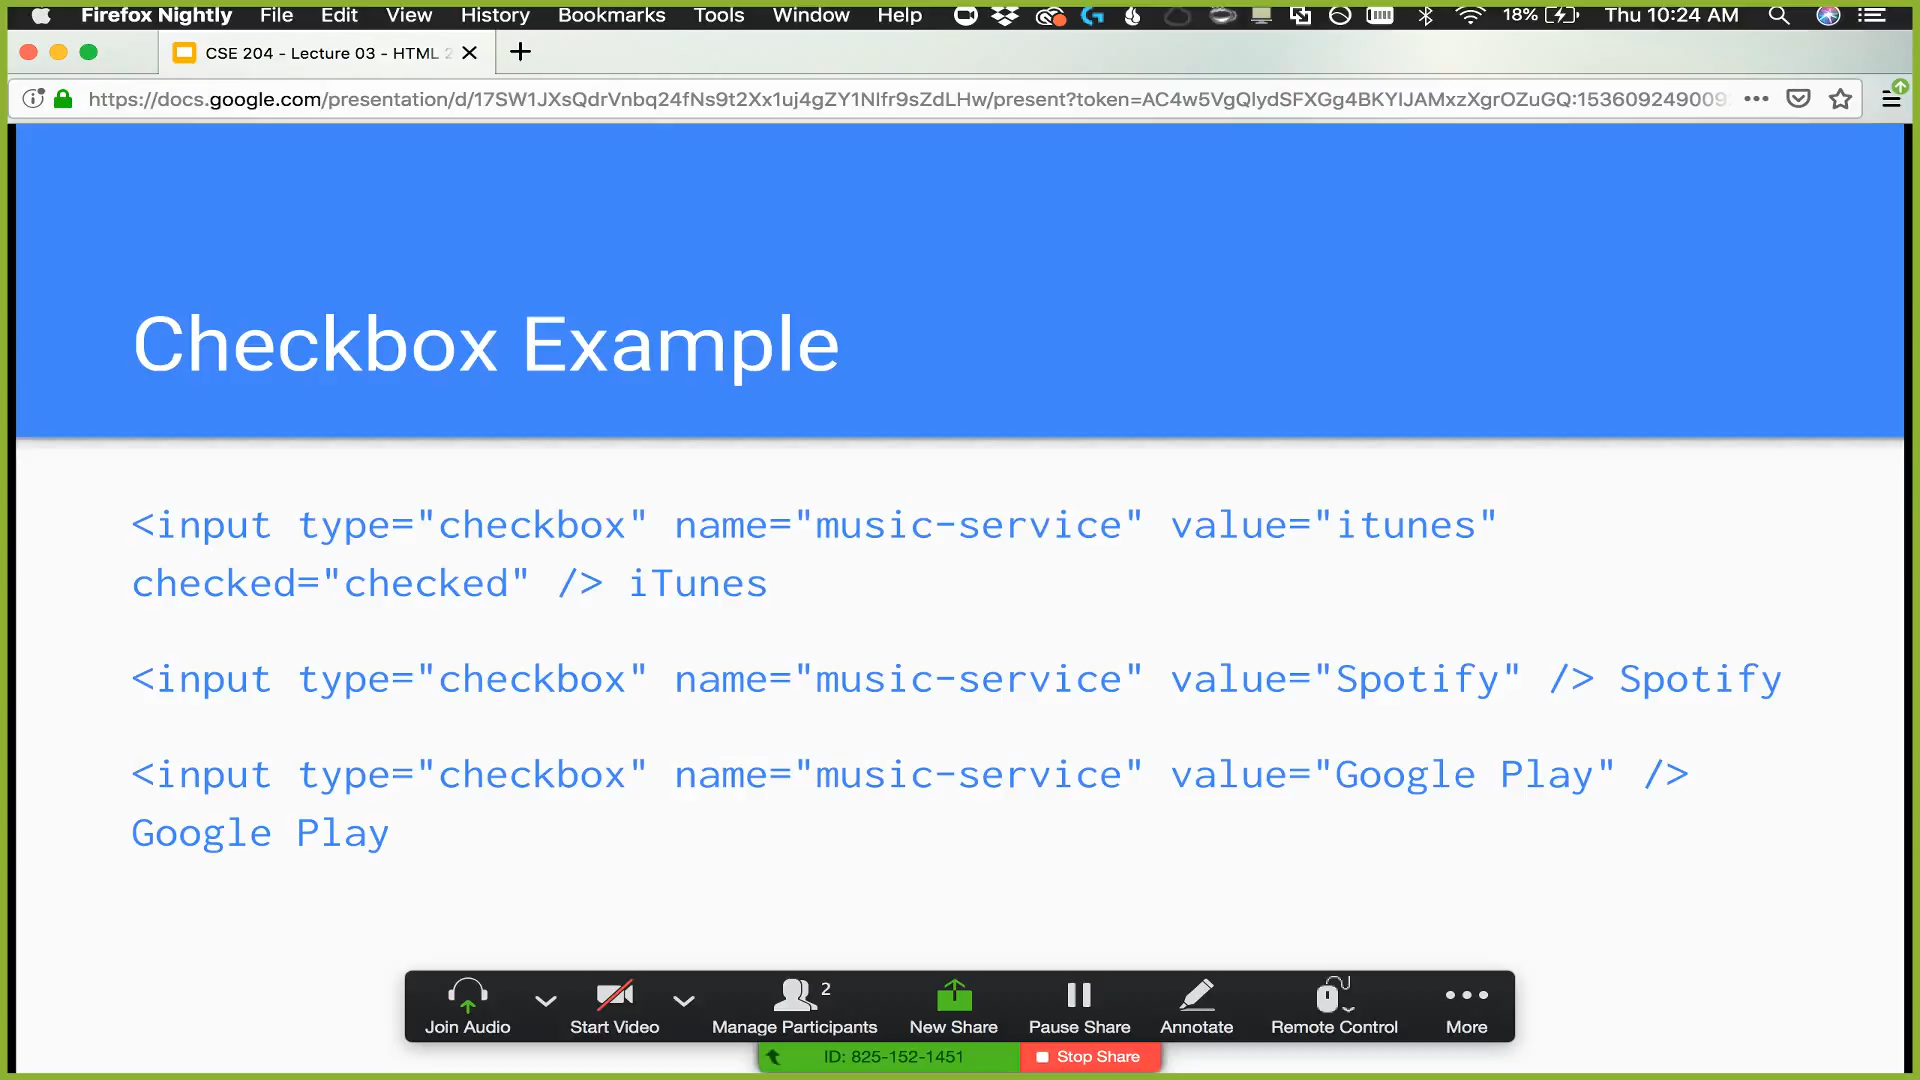 Firefox Nightly File Edit View History Bookmarks Tools Window Help 18% Thu 10:24 AM
CSE 204 - Lecture 03 - HTML 2
https://docs.google.com/presentation/d/17SW1JXsQdrVnbq24fNs9t2Xx1uj4gZY1NIfr9sZdLHw/present?token=AC4w5VgQlydSFXGg4BKYIJAMxzXgrOZuGQ:153609249009
Checkbox Example
<input type="checkbox" name="music-service" value="itunes"
checked="checked" /> iTunes
<input type="checkbox" name="music-service" value="Spotify" /> Spotify
<input type="checkbox" name="music-service" value="Google Play" />
Google Play
2
Join Audio Start Video Manage Participants New Share Pause Share Annotate Remote Control More
ID: 825-152-1451 Stop Share